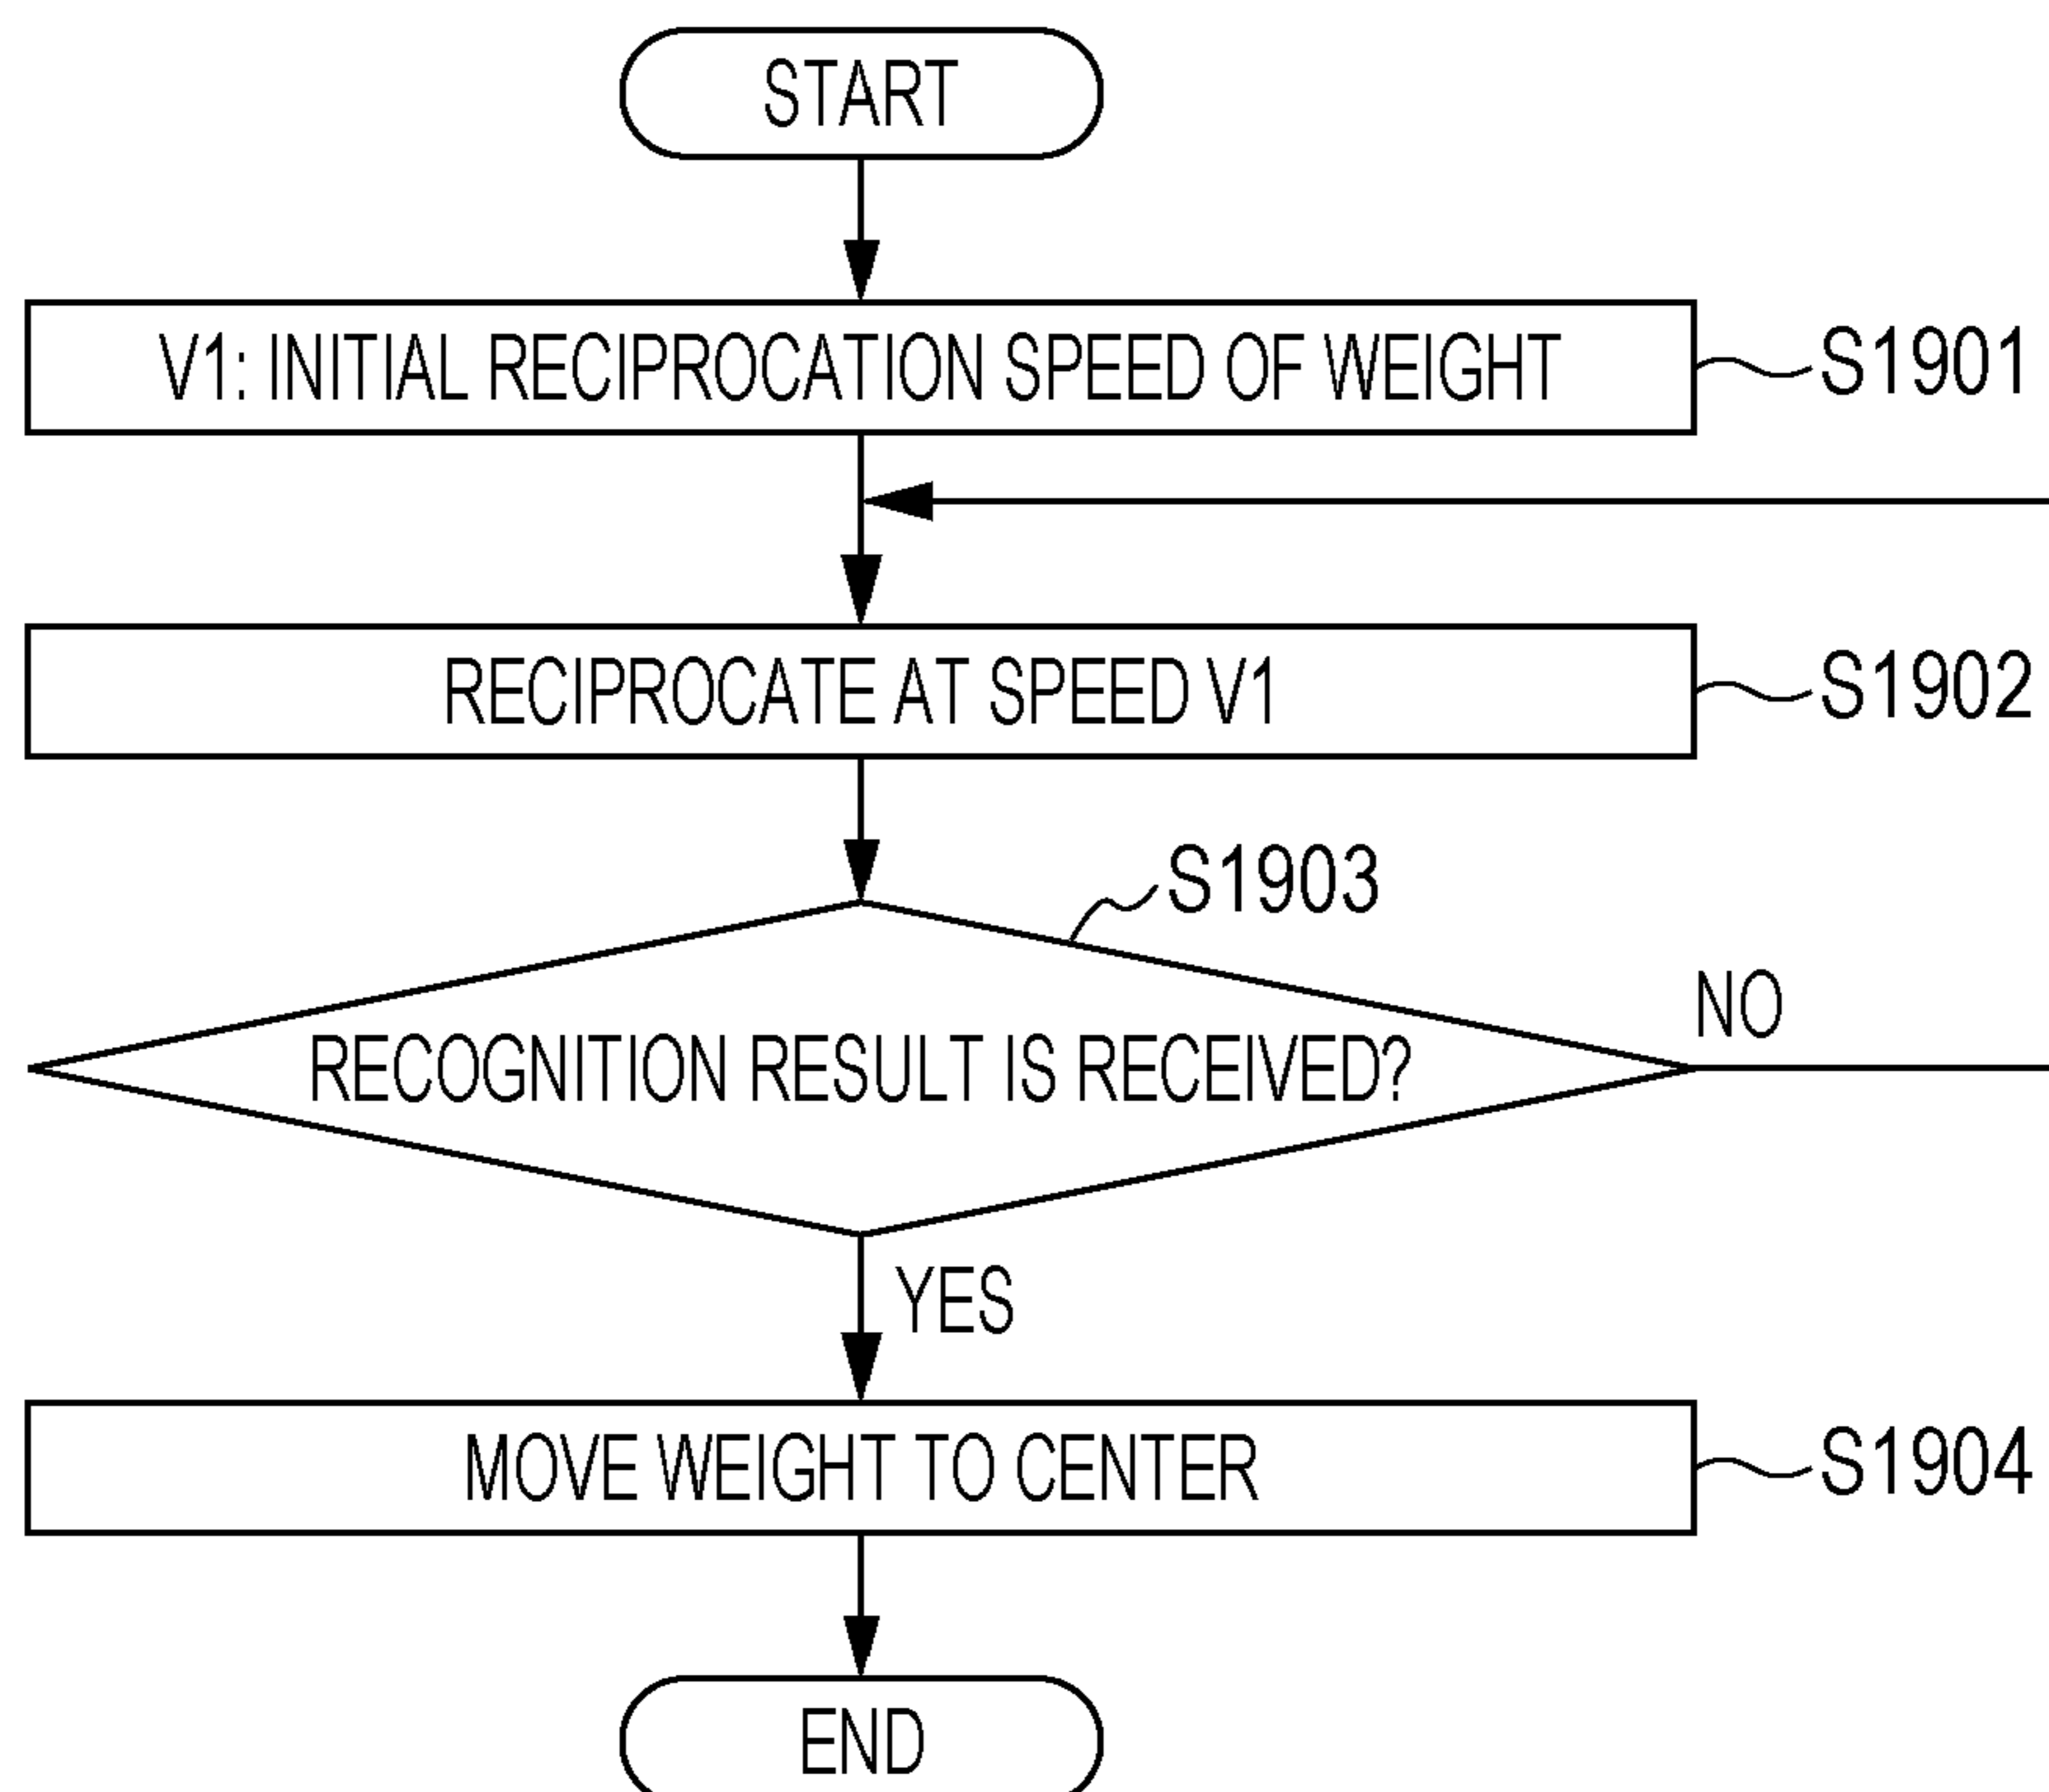 START
V1: INITIAL RECIPROCATION SPEED OF WEIGHT
S1901
RECIPROCATE AT SPEED V1
S1902
S1903
RECOGNITION RESULT IS RECEIVED?
NO
YES
MOVE WEIGHT TO CENTER
S1904
END